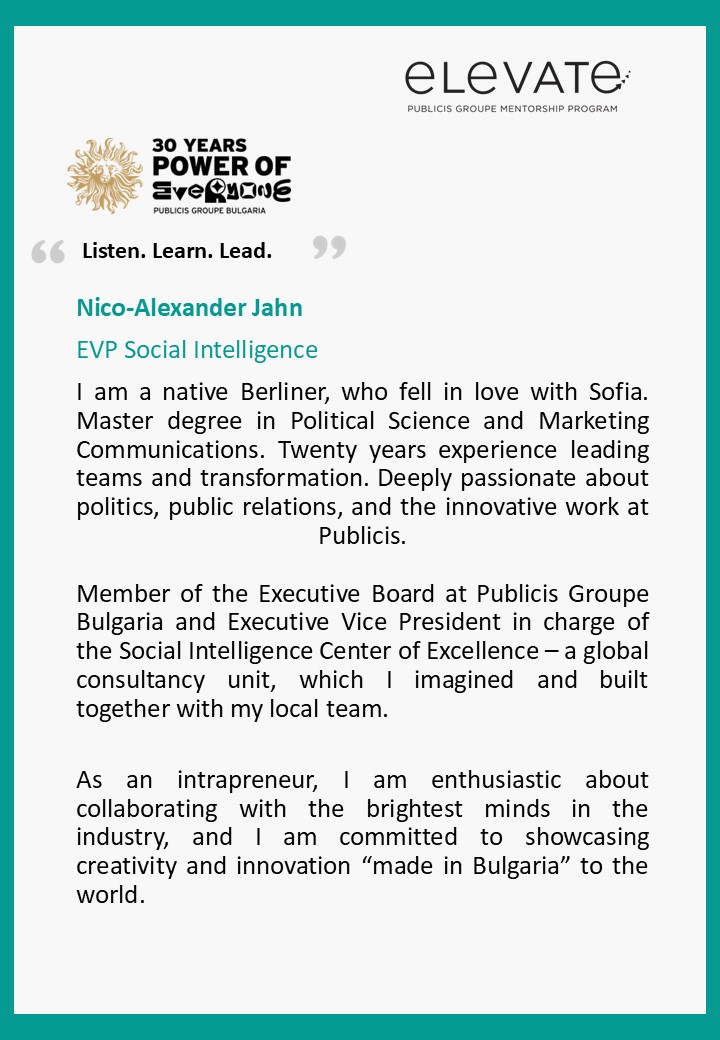 eLeVATe
PUBLICIS GROUPE MENTORSHIP PROGRAM
30 YEARS
POWER OF
EveRYONE
PUBLICIS GROUPE BULGARIA
“ Listen. Learn. Lead. ”
Nico-Alexander Jahn
EVP Social Intelligence
I am a native Berliner, who fell in love with Sofia.
Master degree in Political Science and Marketing
Communications. Twenty years experience leading
teams and transformation. Deeply passionate about
politics, public relations, and the innovative work at
Publicis.
Member of the Executive Board at Publicis Groupe
Bulgaria and Executive Vice President in charge of
the Social Intelligence Center of Excellence – a global
consultancy unit, which I imagined and built
together with my local team.
As an intrapreneur, I am enthusiastic about
collaborating with the brightest minds in the
industry, and I am committed to showcasing
creativity and innovation “made in Bulgaria” to the
world.